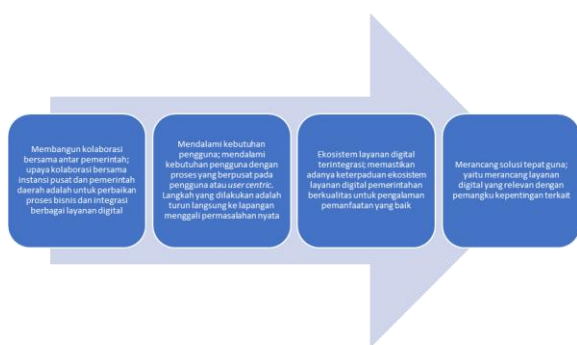 Membangun kolaborasi
bersama antar pemerintah;
upaya kolaborasi bersama
instansi pusat dan pemerintah
daerah adalah untuk perbaikan
proses bisnis dan integrasi
berbagai layanan digital
Mendalami kebutuhan
pengguna; mendalami
kebutuhan pengguna dengan
proses yang berpusat pada
pengguna atau user centric.
Langkah yang dilakukan adalah
turun langsung ke lapangan
menggali permasalahan nyata
Ekosistem layanan digital
terintegrasi; memastikan
adanya keterpaduan ekosistem
layanan digital pemerintahan
berkualitas untuk pengalaman
pemanfaatan yang baik
Merancang solusi tepat guna;
yaitu merancang layanan
digital yang relevan dengan
pemangku kepentingan terkait